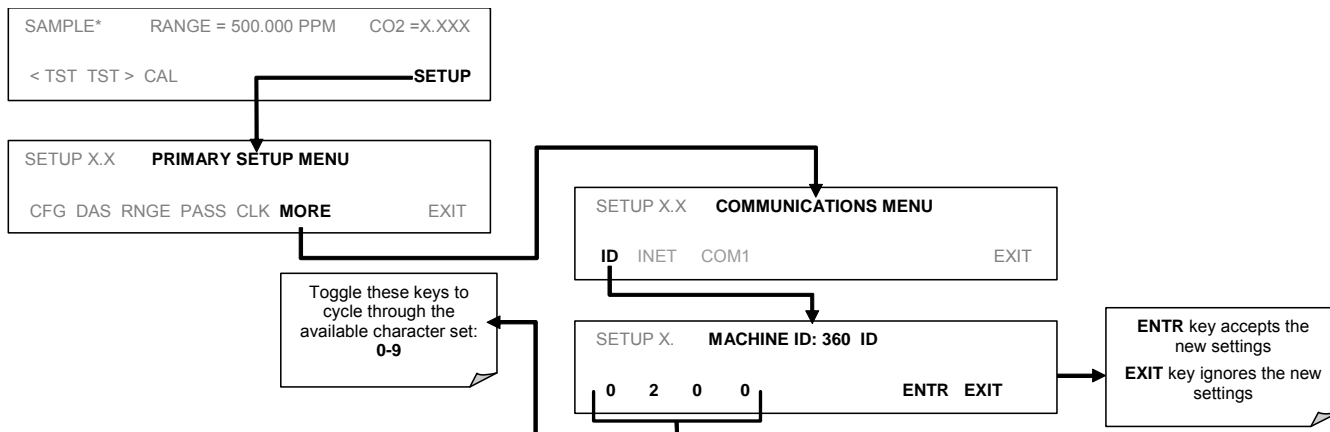 SAMPLE* RANGE = 500.000 PPM CO2 =X.XXX
< TST TST > CAL SETUP
SETUP X.X PRIMARY SETUP MENU
CFG DAS RNGE PASS CLK MORE EXIT
SETUP X.X COMMUNICATIONS MENU
ID INET COM1 EXIT
Toggle these keys to
cycle through the
available character set:
0-9
SETUP X. MACHINE ID: 360 ID
0 2 0 0 ENTR EXIT
ENTR key accepts the
new settings
EXIT key ignores the new
settings